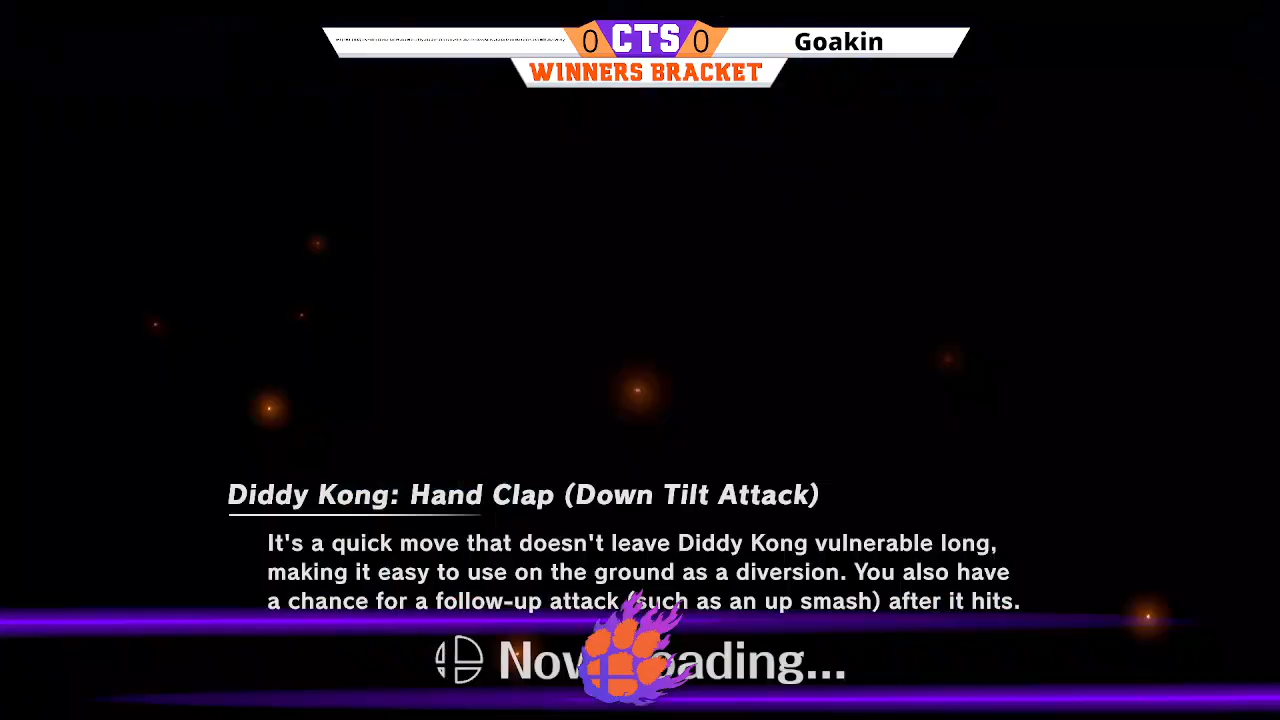 0 CTS 0 Goakin
WINNERS BRACKET
Diddy Kong: Hand Clap (Down Tilt Attack)
It's a quick move that doesn't leave Diddy Kong vulnerable long,
making it easy to use on the ground as a diversion. You also have
a chance for a follow-up attack (such as an up smash) after it hits.
Now Loading...